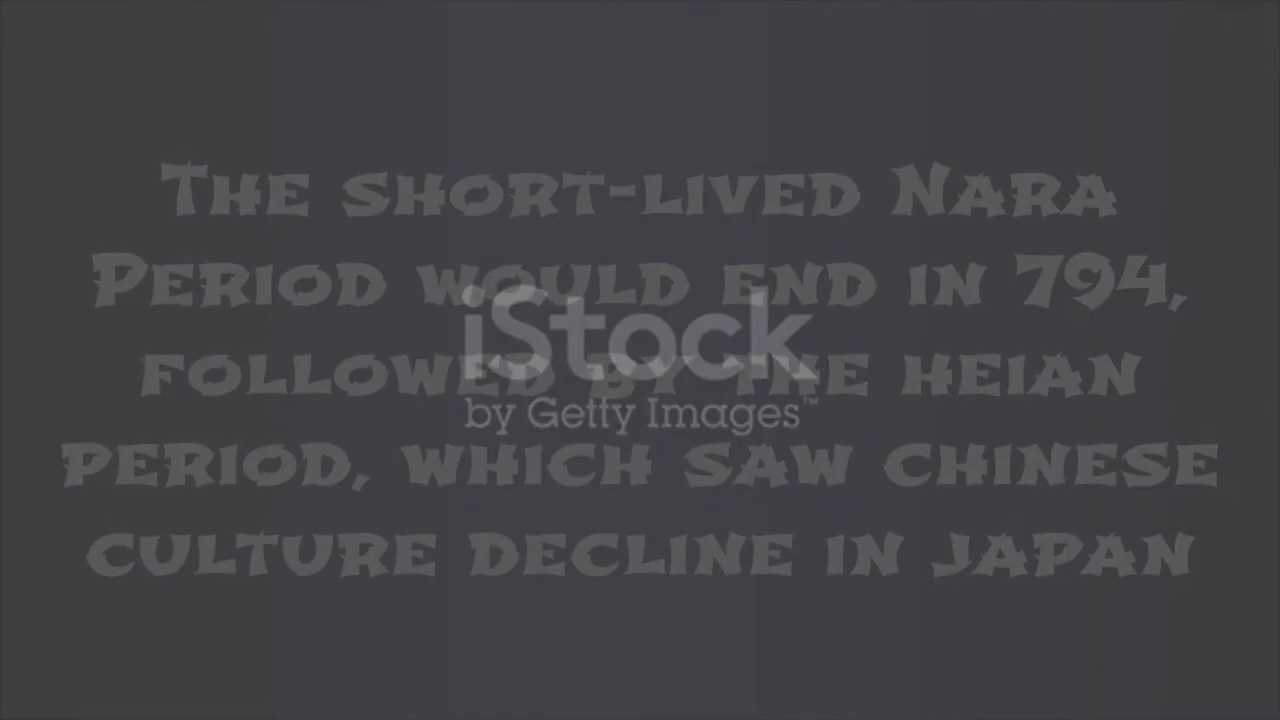 The short-lived Nara
Period would end in 794,
iStock
followed by the Heian
by Getty Images™
period, which saw Chinese
culture decline in Japan